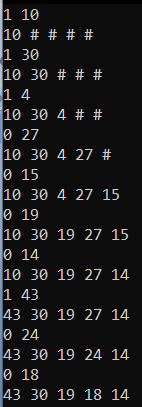 1 10
10 # # # #
1 30
10 30 # # #
1 4
10 30 4 # #
0 27
10 30 4 27 #
0 15
10 30 4 27 15
0 19
10 30 19 27 15
0 14
10 30 19 27 14
1 43
43 30 19 27 14
0 24
43 30 19 24 14
0 18
43 30 19 18 14